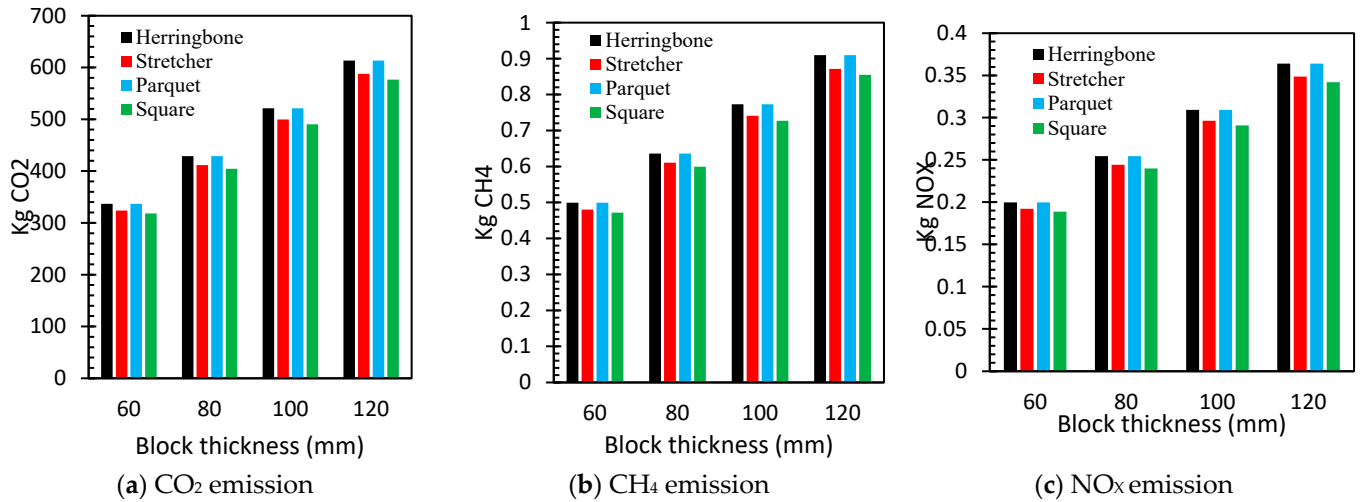 700
600
500
400
300
200
100
0
Kg CO2
Herringbone
Stretcher
Parquet
Square
60 80 100 120
Block thickness (mm)
(a) CO₂ emission
1
0.9
0.8
0.7
0.6
0.5
0.4
0.3
0.2
0.1
0
Kg CH4
Herringbone
Stretcher
Parquet
Square
60 80 100 120
Block thickness (mm)
(b) CH₄ emission
0.4
0.35
0.3
0.25
0.2
0.15
0.1
0.05
0
Kg NOX
Herringbone
Stretcher
Parquet
Square
60 80 100 120
Block thickness (mm)
(c) NOX emission